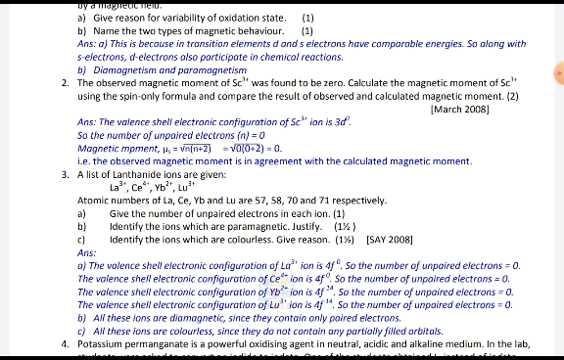 by a magnetic field.
a) Give reason for variability of oxidation state. (1)
b) Name the two types of magnetic behaviour. (1)
Ans: a) This is because in transition elements d and s electrons have comparable energies. So along with
s-electrons, d-electrons also participate in chemical reactions.
b) Diamagnetism and paramagnetism
2. The observed magnetic moment of Sc³⁺ was found to be zero. Calculate the magnetic moment of Sc³⁺
using the spin-only formula and compare the result of observed and calculated magnetic moment. (2)
[March 2008]
Ans: The valence shell electronic configuration of Sc³⁺ ion is 3d⁰.
So the number of unpaired electrons (n) = 0
Magnetic mpment, μₛ = √n(n+2) = √0(0+2) = 0.
i.e. the observed magnetic moment is in agreement with the calculated magnetic moment.
3. A list of Lanthanide ions are given:
La³⁺, Ce⁴⁺, Yb²⁺, Lu³⁺
Atomic numbers of La, Ce, Yb and Lu are 57, 58, 70 and 71 respectively.
a) Give the number of unpaired electrons in each ion. (1)
b) Identify the ions which are paramagnetic. Justify. (1½ )
c) Identify the ions which are colourless. Give reason. (1½) [SAY 2008]
Ans:
a) The valence shell electronic configuration of La³⁺ ion is 4f⁰. So the number of unpaired electrons = 0.
The valence shell electronic configuration of Ce⁴⁺ ion is 4f⁰. So the number of unpaired electrons = 0.
The valence shell electronic configuration of Yb²⁺ ion is 4f¹⁴. So the number of unpaired electrons = 0.
The valence shell electronic configuration of Lu³⁺ ion is 4f¹⁴. So the number of unpaired electrons = 0.
b) All these ions are diamagnetic, since they contain only paired electrons.
c) All these ions are colourless, since they do not contain any partially filled orbitals.
4. Potassium permanganate is a powerful oxidising agent in neutral, acidic and alkaline medium. In the lab,